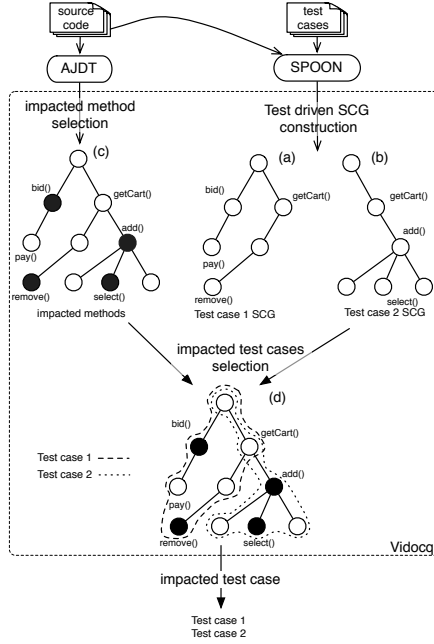 source
code
test
cases
AJDT
SPOON
impacted method
selection
Test driven SCG
construction
(c)
(a)
(b)
bid()
getCart()
add()
pay()
remove()
select()
impacted methods
bid()
getCart()
pay()
remove()
Test case 1 SCG
getCart()
add()
select()
Test case 2 SCG
impacted test cases
selection
(d)
bid()
getCart()
add()
pay()
remove()
select()
Test case 1
Test case 2
Vidocq
impacted test case
Test case 1
Test case 2